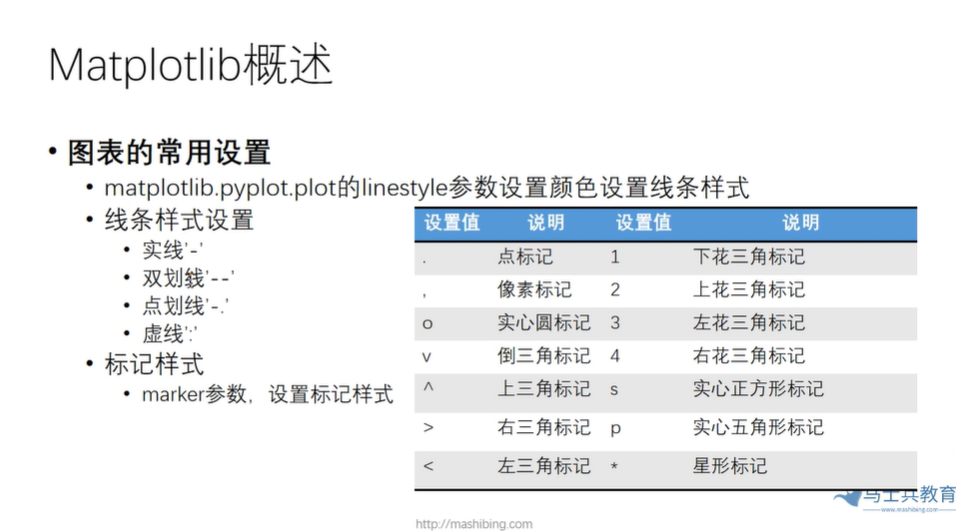 Matplotlib概述
• 图表的常用设置
• matplotlib.pyplot.plot的linestyle参数设置颜色设置线条样式
• 线条样式设置
• 实线'-'
• 双划线'--'
• 点划线'-.'
• 虚线':'
• 标记样式
• marker参数，设置标记样式
设置值 说明 设置值 说明
. 点标记 1 下花三角标记
, 像素标记 2 上花三角标记
o 实心圆标记 3 左花三角标记
v 倒三角标记 4 右花三角标记
^ 上三角标记 s 实心正方形标记
> 右三角标记 p 实心五角形标记
< 左三角标记 * 星形标记
马士兵教育
www.mashibing.com
http://mashibing.com